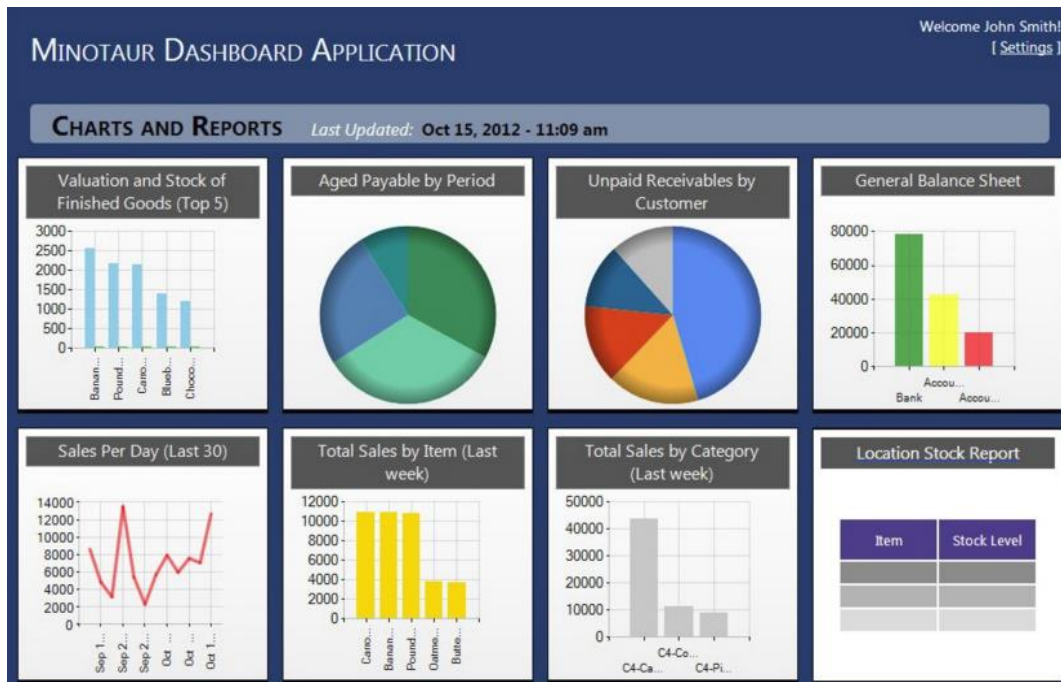 Welcome John Smith!
[ Settings ]
MINOTAUR DASHBOARD APPLICATION
CHARTS AND REPORTS Last Updated: Oct 15, 2012 - 11:09 am
Valuation and Stock of
Finished Goods (Top 5)
3000
2500
2000
1500
1000
500
0
Banan...
Pound...
Carro...
Blueb...
Choco...
Aged Payable by Period
Unpaid Receivables by
Customer
General Balance Sheet
80000
60000
40000
20000
0
Bank
Accou...
Accou...
Sales Per Day (Last 30)
14000
12000
10000
8000
6000
4000
2000
0
Sep 1...
Sep 2...
Sep 2...
Oct ...
Oct ...
Oct 1...
Total Sales by Item (Last
week)
12000
10000
8000
6000
4000
2000
0
Carro...
Banan...
Pound...
Oatme...
Butte...
Total Sales by Category
(Last week)
50000
40000
30000
20000
10000
0
C4-Ca...
C4-Co...
C4-Pi...
Location Stock Report
Item Stock Level